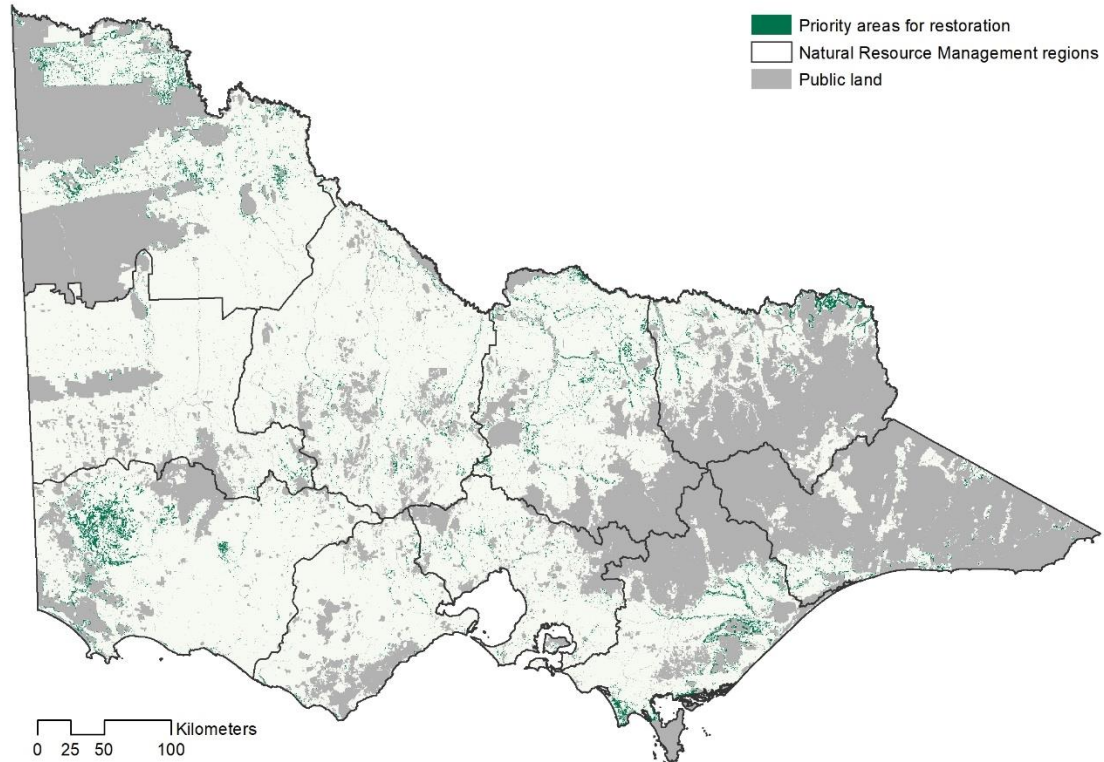 Priority areas for restoration
Natural Resource Management regions
Public land
Kilometers
0 25 50 100